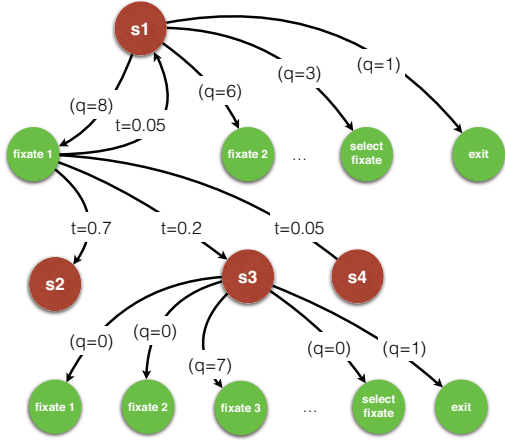 s1
(q=1)
(q=3)
(q=6)
(q=8)
t=0.05
fixate 1
fixate 2
...
select
fixate
exit
t=0.7
t=0.2
t=0.05
s2
s3
s4
(q=0)
(q=0)
(q=7)
(q=0)
(q=1)
fixate 1
fixate 2
fixate 3
...
select
fixate
exit